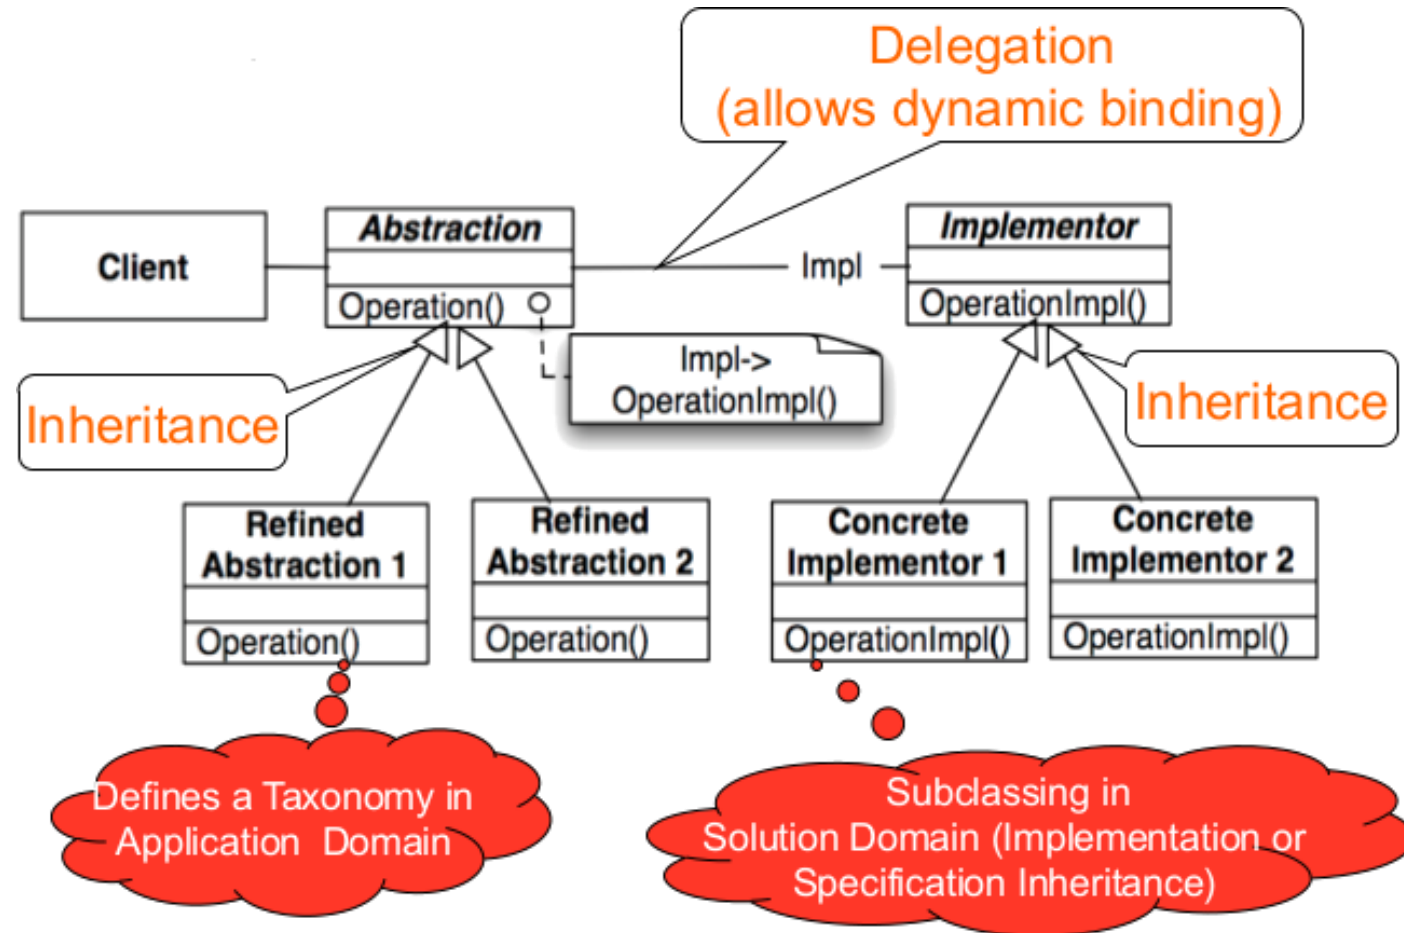 Delegation
(allows dynamic binding)
Client
Abstraction
Operation()
Impl
Implementor
OperationImpl()
Impl->
OperationImpl()
Inheritance
Inheritance
Refined
Abstraction 1
Operation()
Refined
Abstraction 2
Operation()
Concrete
Implementor 1
OperationImpl()
Concrete
Implementor 2
OperationImpl()
Defines a Taxonomy in
Application Domain
Subclassing in
Solution Domain (Implementation or
Specification Inheritance)